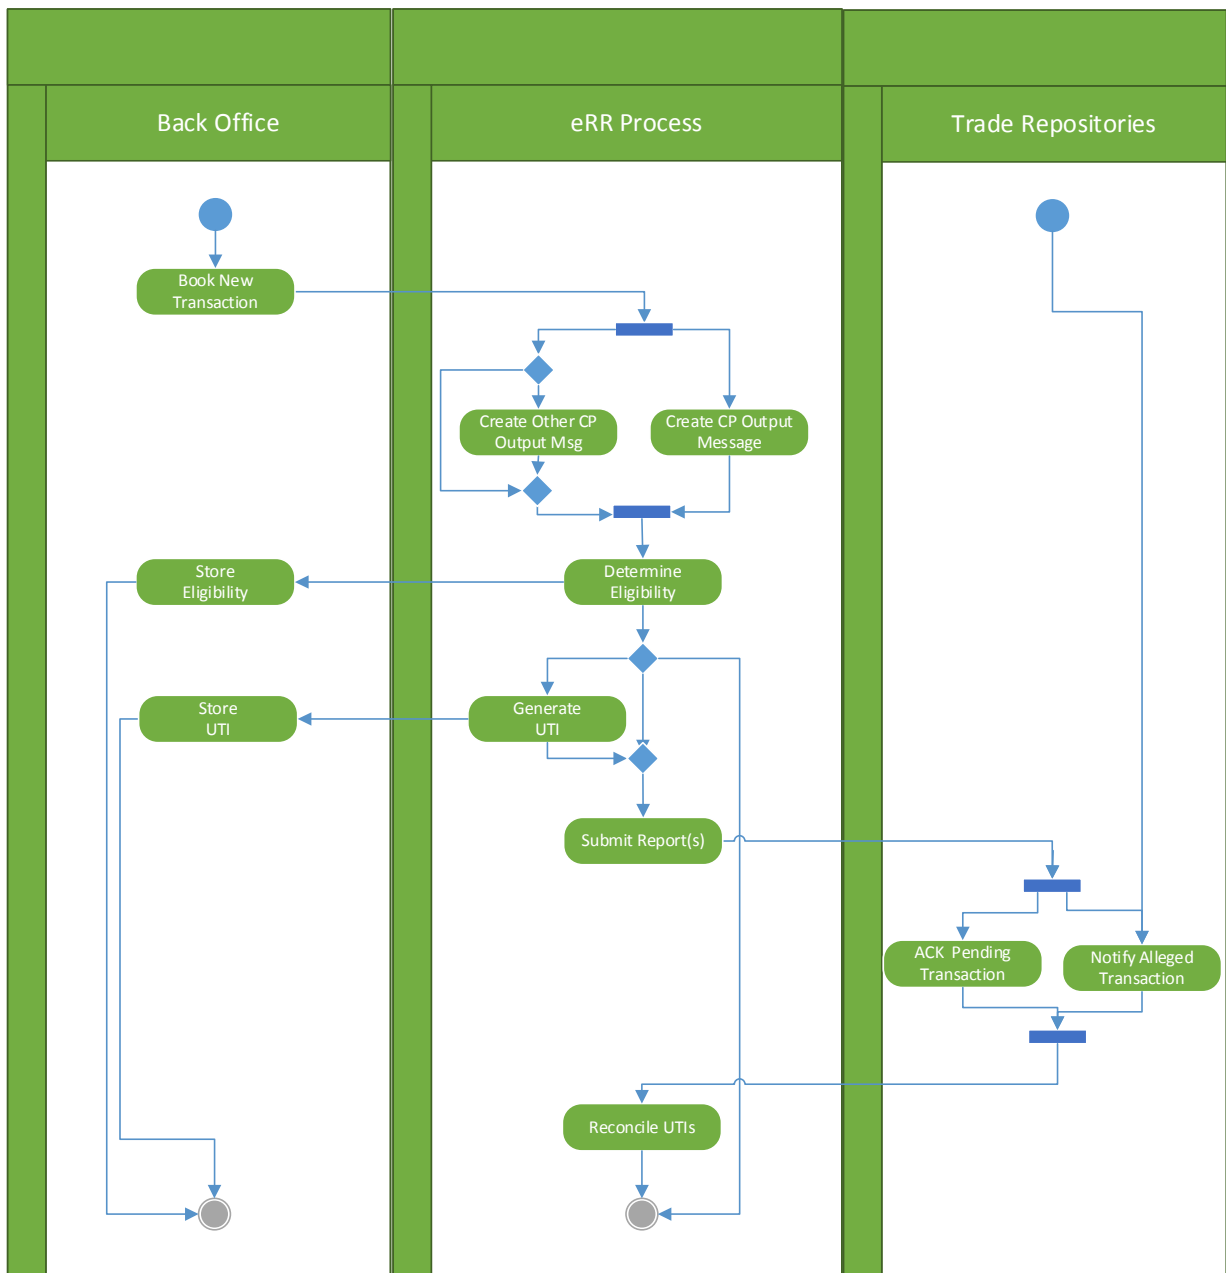 Back Office
eRR Process
Trade Repositories
Book New
Transaction
Create Other CP
Output Msg
Create CP Output
Message
Store
Eligibility
Determine
Eligibility
Store
UTI
Generate
UTI
Submit Report(s)
ACK Pending
Transaction
Notify Alleged
Transaction
Reconcile UTIs